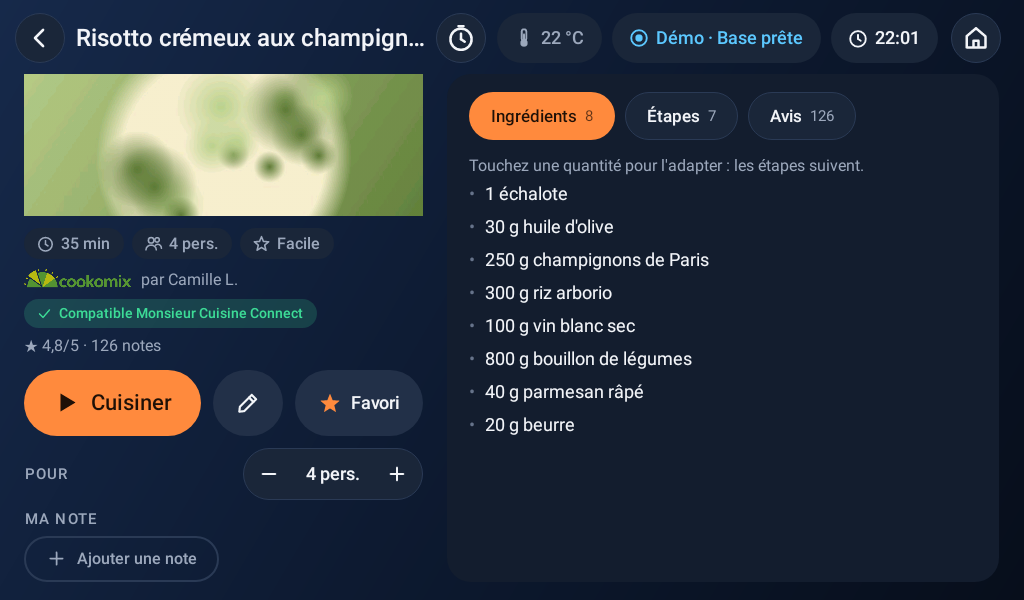 Risotto crémeux aux champign...
22 °C
Démo · Base prête
22:01
35 min
4 pers.
Facile
cookomix par Camille L.
Compatible Monsieur Cuisine Connect
★ 4,8/5 · 126 notes
Cuisiner
Favori
POUR
− 4 pers. +
MA NOTE
+ Ajouter une note
Ingrédients 8
Étapes 7
Avis 126
Touchez une quantité pour l'adapter : les étapes suivent.
• 1 échalote
• 30 g huile d'olive
• 250 g champignons de Paris
• 300 g riz arborio
• 100 g vin blanc sec
• 800 g bouillon de légumes
• 40 g parmesan râpé
• 20 g beurre